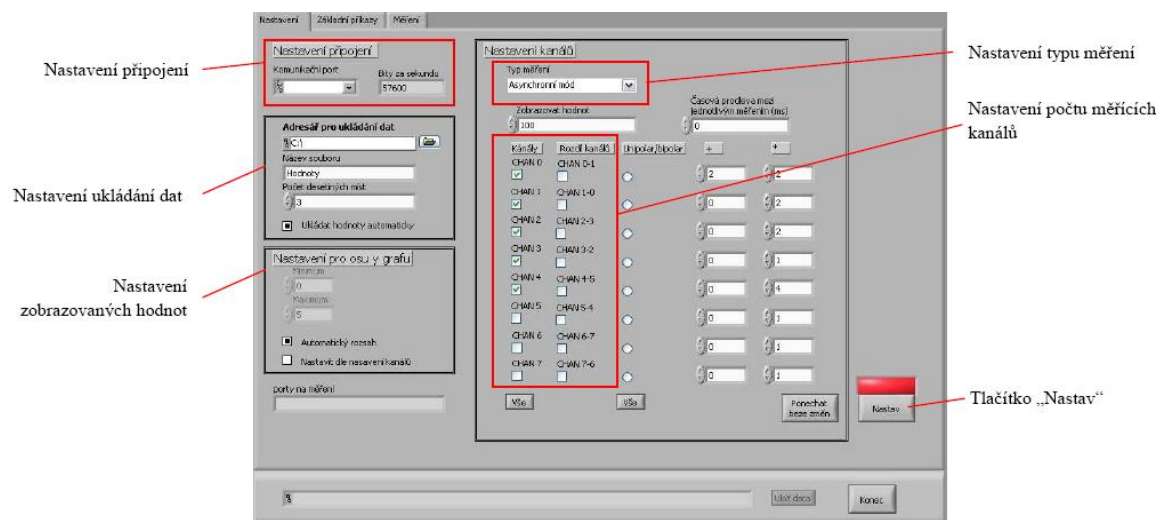 Nastavení Základní příkazy Měření
Nastavení připojení
Nastavení připojení
Komunikační port
Bity za sekundu
57600
Adresář pro ukládání dat
C:\
Název souboru
Hodnoty
Počet desetiných míst
3
Ukládat hodnoty automaticky
Nastavení ukládání dat
Nastavení pro osu y grafu
Minimum
0
Maximum
5
Automatický rozsah
Nastavit dle nasavení kanálů
Nastavení
zobrazovaných hodnot
porty na měření
Nastavení kanálů
Typ měření
Asynchronní mód
Nastavení typu měření
Zobrazovat hodnot
100
Časová prodleva mezi
jednotlivým měřením (ms)
0
Nastavení počtu měřících
kanálů
Kanály Rozdíl kanálů Unipolar/bipolar + *
CHAN 0 CHAN 0-1
2 2
CHAN 1 CHAN 1-0
0 2
CHAN 2 CHAN 2-3
0 2
CHAN 3 CHAN 3-2
0 1
CHAN 4 CHAN 4-5
0 4
CHAN 5 CHAN 5-4
0 1
CHAN 6 CHAN 6-7
0 1
CHAN 7 CHAN 7-6
0 1
Vše Vše
Ponechat
beze změn
Nastav
Tlačítko „Nastav“
Ulož data
Konec